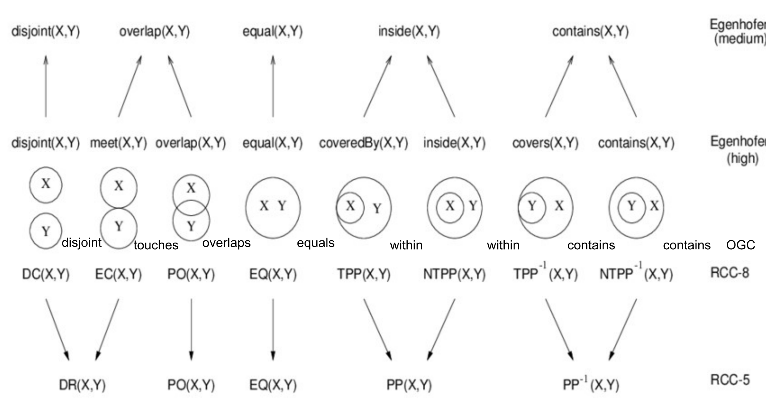 disjoint(X,Y) overlap(X,Y) equal(X,Y) inside(X,Y) contains(X,Y) Egenhofer
(medium)
disjoint(X,Y) meet(X,Y) overlap(X,Y) equal(X,Y) coveredBy(X,Y) inside(X,Y) covers(X,Y) contains(X,Y) Egenhofer
(high)
X X X X Y X Y X Y Y X Y X
Y Y Y
disjoint touches overlaps equals within within contains contains OGC
DC(X,Y) EC(X,Y) PO(X,Y) EQ(X,Y) TPP(X,Y) NTPP(X,Y) TPP⁻¹(X,Y) NTPP⁻¹(X,Y) RCC-8
DR(X,Y) PO(X,Y) EQ(X,Y) PP(X,Y) PP⁻¹(X,Y) RCC-5